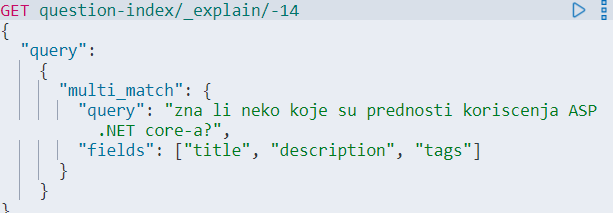 GET question-index/_explain/-14
{
"query":
{
"multi_match": {
"query": "zna li neko koje su prednosti koriscenja ASP
.NET core-a?",
"fields": ["title", "description", "tags"]
}
}
}